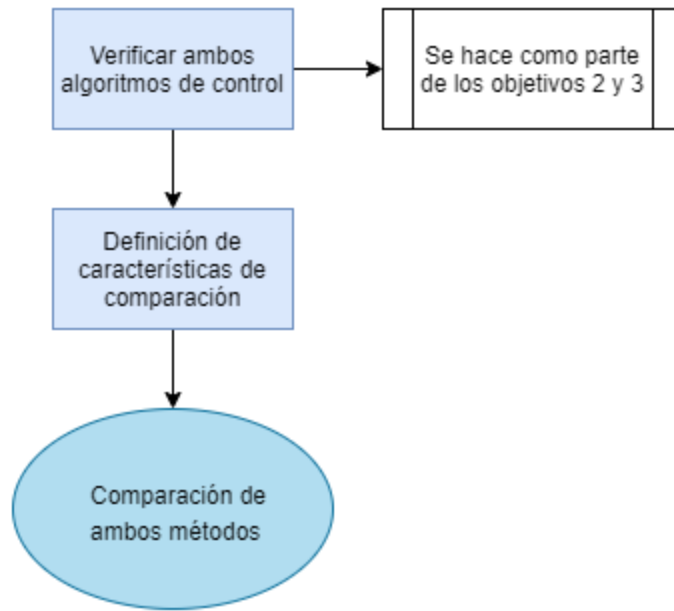 Verificar ambos
algoritmos de control
Se hace como parte
de los objetivos 2 y 3
Definición de
características de
comparación
Comparación de
ambos métodos